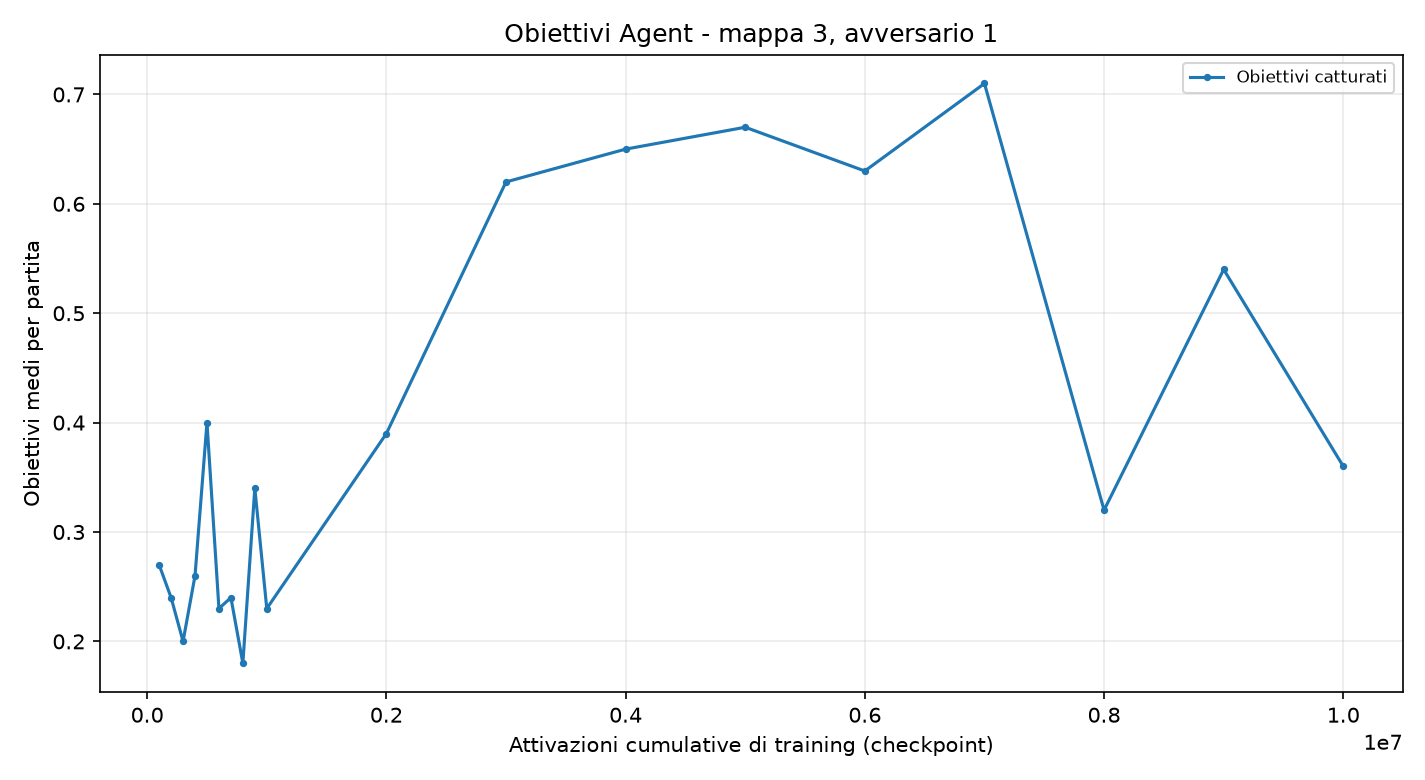 Obiettivi Agent - mappa 3, avversario 1
Obiettivi catturati
Obiettivi medi per partita
0.7
0.6
0.5
0.4
0.3
0.2
0.0
0.2
0.4
0.6
0.8
1.0
1e7
Attivazioni cumulative di training (checkpoint)